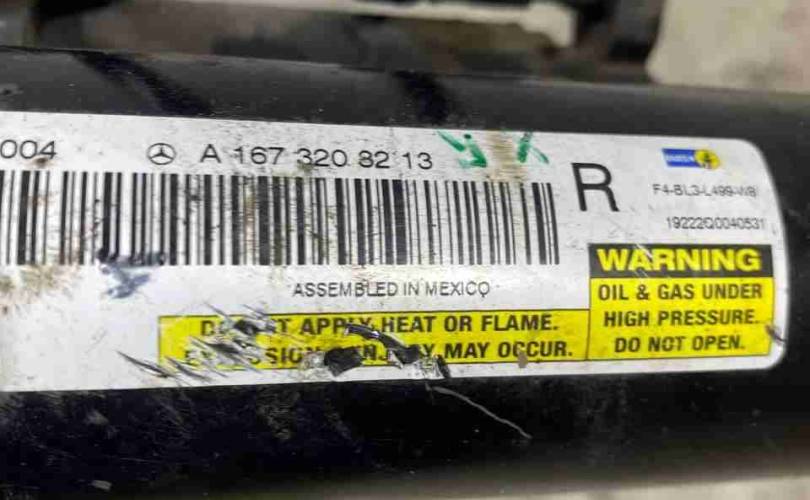 004 A 167 320 82 13
R
F4-BL3-L499-W8
19222Q0040531
ASSEMBLED IN MEXICO
WARNING
OIL & GAS UNDER
HIGH PRESSURE.
DO NOT OPEN.
APPLY HEAT OR FLAME.
MAY OCCUR.